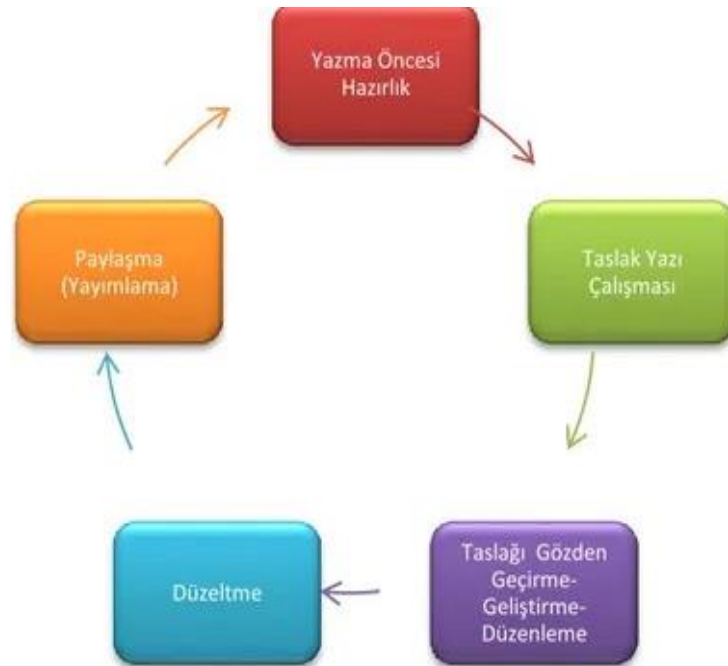 Yazma Öncesi
Hazırlık
Taslak Yazı
Çalışması
Taslağı Gözden
Geçirme-
Geliştirme-
Düzenleme
Düzeltme
Paylaşma
(Yayımlama)